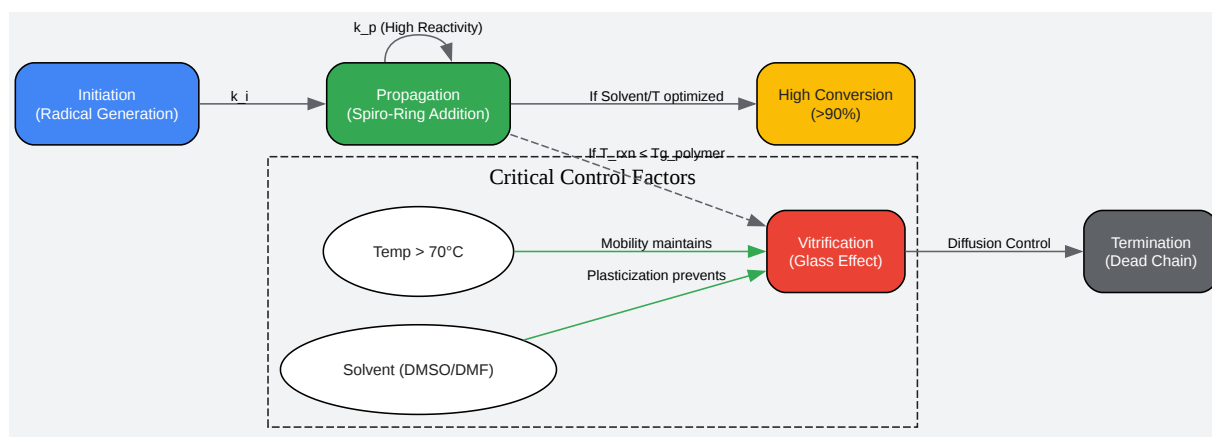 k_p (High Reactivity)
Initiation
(Radical Generation)
k_i
Propagation
(Spiro-Ring Addition)
If Solvent/T optimized
High Conversion
(>90%)
If T_rxn < Tg_polymer
Critical Control Factors
Temp > 70°C
Mobility maintains
Plasticization prevents
Vitrification
(Glass Effect)
Diffusion Control
Termination
(Dead Chain)
Solvent (DMSO/DMF)